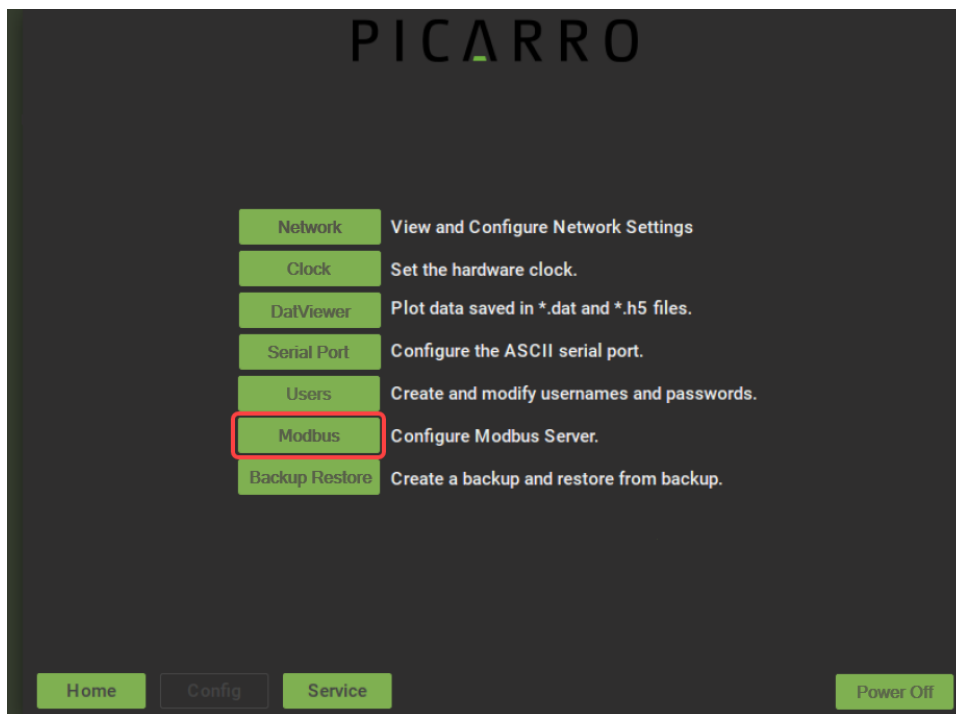 PICARRO
Network View and Configure Network Settings
Clock Set the hardware clock.
DatViewer Plot data saved in *.dat and *.h5 files.
Serial Port Configure the ASCII serial port.
Users Create and modify usernames and passwords.
Modbus Configure Modbus Server.
Backup Restore Create a backup and restore from backup.
Home Config Service Power Off